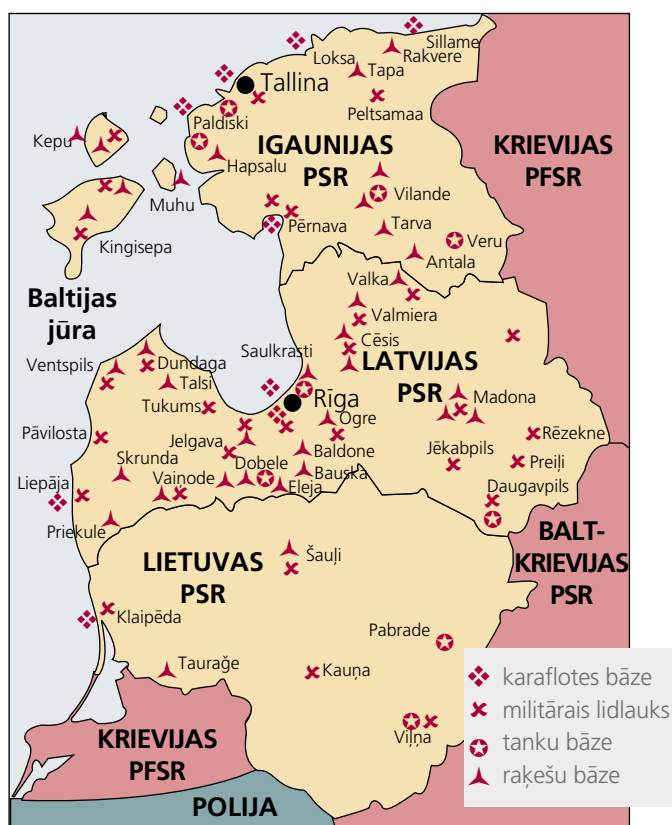 Sillame
Loksa
Rakvere
Tapa
Tallina
Peltsamaa
Paldiski
IGAUNIJAS
PSR
KRIEVIJAS
PFSR
Kepu
Hapsalu
Muhu
Vilande
Pērnava
Tarva
Veru
Kingisepa
Antala
Baltijas
jūra
Valka
Valmiera
Cēsis
Saulkrasti
LATVIJAS
PSR
Ventspils
Dundaga
Talsi
Tukums
Rīga
Madona
Ogre
Pāvilosta
Jelgava
Rēzekne
Baldone
Jēkabpils
Preiļi
Skrunda
Dobele
Bauska
Liepāja
Vaiņode
Eleja
Daugavpils
Priekule
BALT-
KRIEVIJAS
PSR
LIETUVAS
PSR
Šauļi
Klaipēda
Pabrade
Taurağe
Kauņa
Viļņa
KRIEVIJAS
PFSR
POLIJA
karaflotes bāze
militārais lidlauks
tanku bāze
raķešu bāze